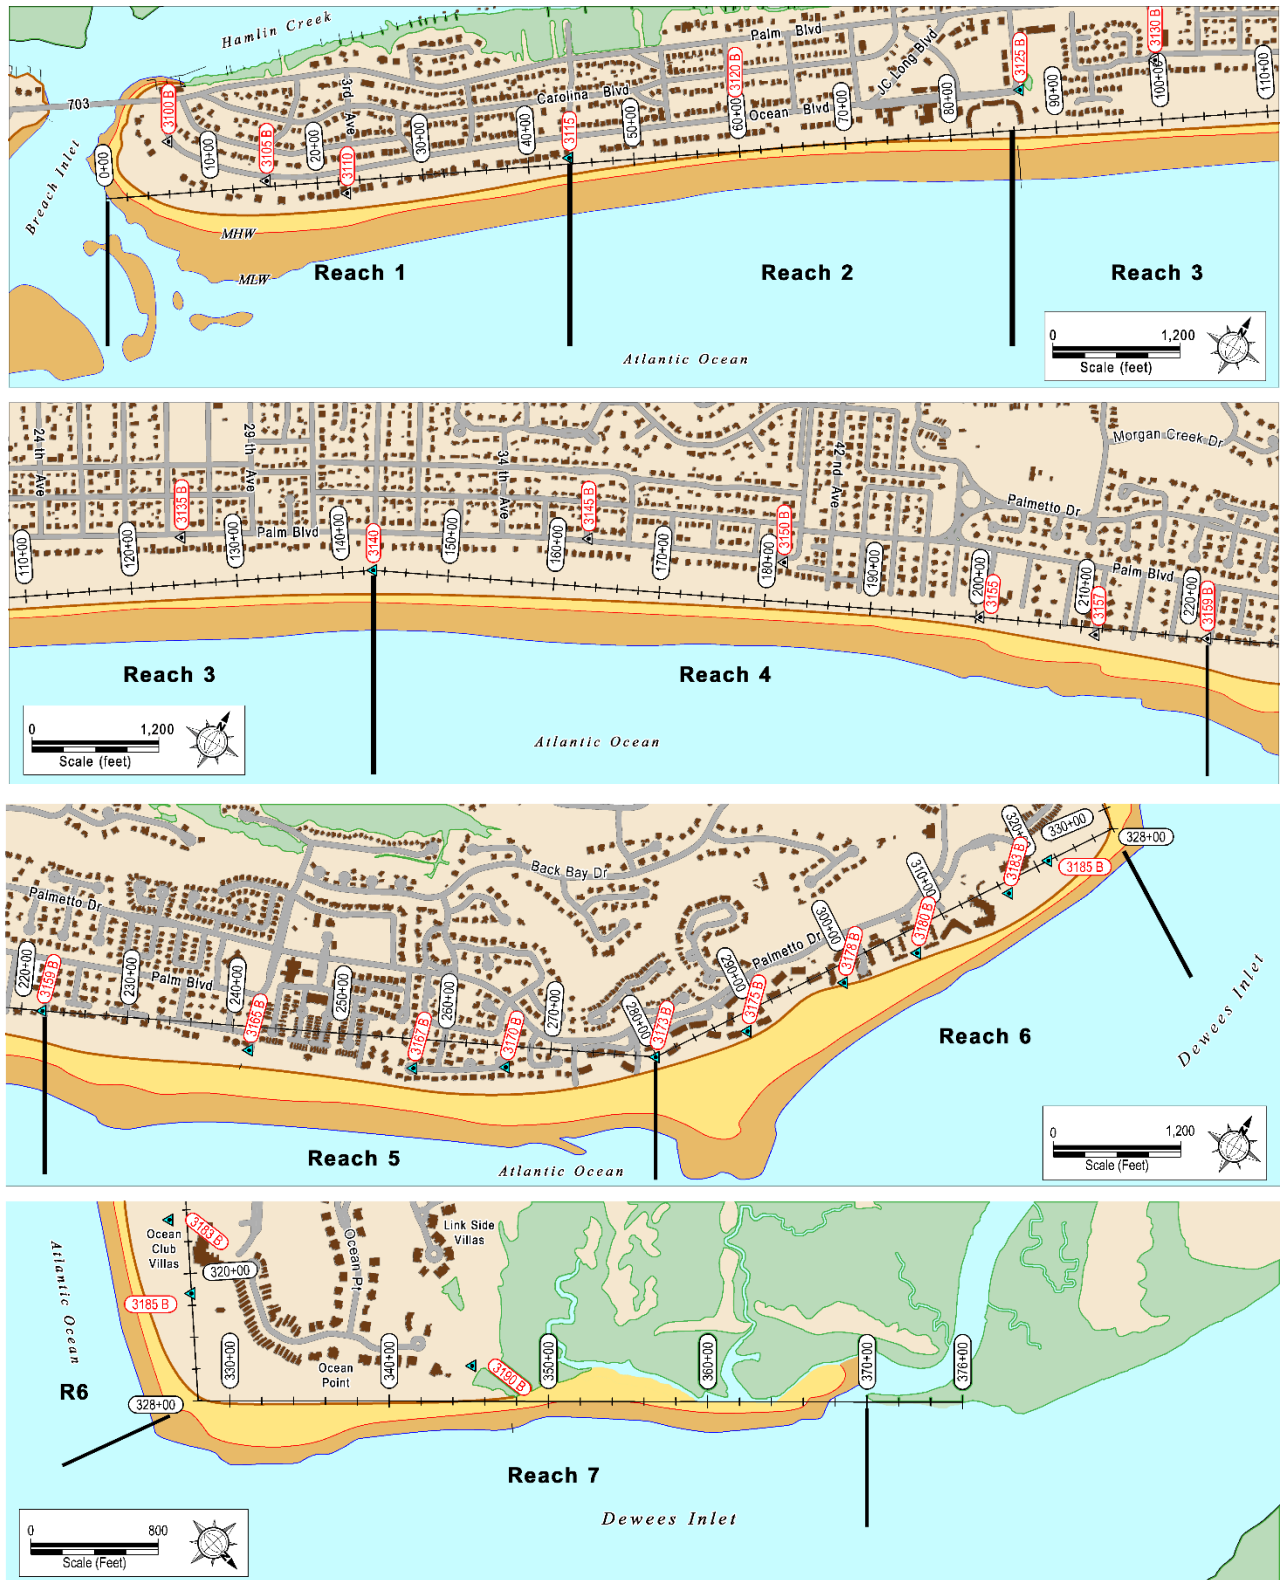 Hamlin Creek
Palm Blvd
JC Long Blvd
3125 B
3130 B
703
3100 B
3rd Ave
Carolina Blvd
3120 B
Ocean Blvd
70+00
80+00
90+00
100+00
110+00
Breach Inlet
0+00
10+00
3105 B
20+00
3110
30+00
40+00
3115
50+00
60+00
MHW
MLW
Reach 1
Reach 2
Reach 3
Atlantic Ocean
0 1,200
Scale (feet)
N
24th Ave
29 th Ave
34 th Ave
42 nd Ave
Morgan Creek Dr
Palmetto Dr
3135 B
Palm Blvd
3145 B
3150 B
Palm Blvd
110+00
120+00
130+00
140+00
3140
150+00
160+00
170+00
180+00
190+00
200+00
3155
210+00
3157
220+00
3159 B
Reach 3
Reach 4
0 1,200
Scale (feet)
N
Atlantic Ocean
320+00
330+00
328+00
3183 B
3185 B
Back Bay Dr
310+00
3180 B
Palmetto Dr
300+00
3178 B
Palmetto Dr
290+00
3175 B
220+00
3159 B
230+00
Palm Blvd
240+00
3165 B
250+00
3167 B
260+00
3170 B
270+00
280+00
3173 B
Reach 5
Reach 6
Dewees Inlet
Atlantic Ocean
0 1,200
Scale (Feet)
N
3183 B
Ocean
Club
Villas
Link Side
Villas
Ocean Pt
Atlantic Ocean
320+00
3185 B
330+00
340+00
350+00
360+00
370+00
376+00
Ocean
Point
3190 B
R6
328+00
Reach 7
Dewees Inlet
0 800
Scale (Feet)
N